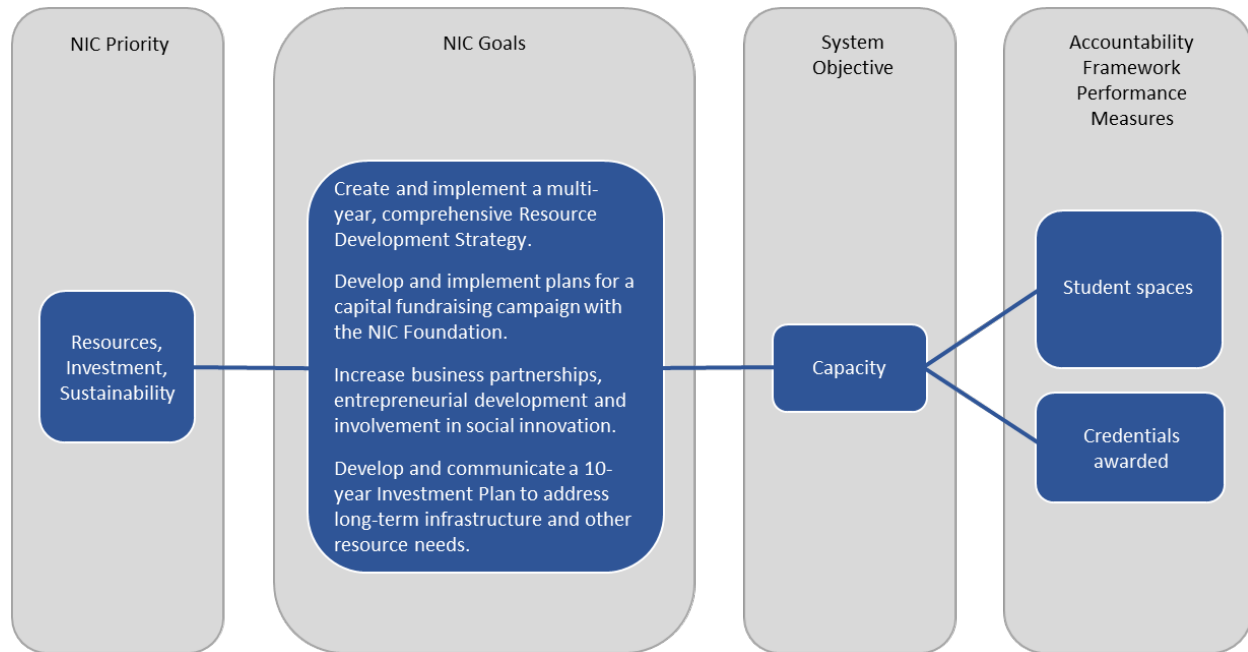 NIC Priority
Resources,
Investment,
Sustainability
NIC Goals
Create and implement a multi-
year, comprehensive Resource
Development Strategy.
Develop and implement plans for a
capital fundraising campaign with
the NIC Foundation.
Increase business partnerships,
entrepreneurial development and
involvement in social innovation.
Develop and communicate a 10-
year Investment Plan to address
long-term infrastructure and other
resource needs.
System
Objective
Capacity
Accountability
Framework
Performance
Measures
Student spaces
Credentials
awarded